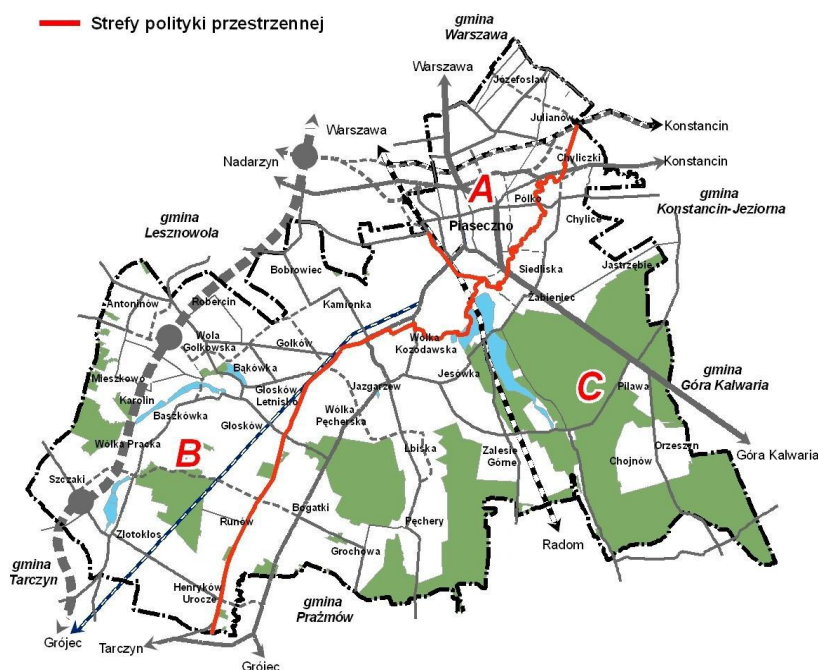 Strefy polityki przestrzennej
gmina
Warszawa
Warszawa
Józefosław
Julianów
Warszawa
Konstancin
Nadarzyn
Chyliczki
Konstancin
A
Pólko
gmina
Konstancin-Jeziorna
gmina
Lesznowola
Chylice
Piaseczno
Bobrowiec
Siedliska
Jastrzębie
Antoninów
Robercin
Kamionka
Żabieniec
Wola
Gołkowska
Gołków
Wólka
Kozodawska
gmina
Góra Kalwaria
Mieszkowo
Bąkówka
Jesówka
C
Karolin
Głosków
Letnisko
Jazgarzew
Pilawa
Baszkówka
Wólka
Pęcherska
Głosków
Wólka Pracka
B
Łbiska
Zalesie
Górne
Orzeszyn
Góra Kalwaria
Chojnów
Szczaki
Bogatki
Runów
Pęchery
Złotokłos
Grochowa
Radom
gmina
Tarczyn
Henryków
Urocze
gmina
Prażmów
Grójec
Tarczyn
Grójec